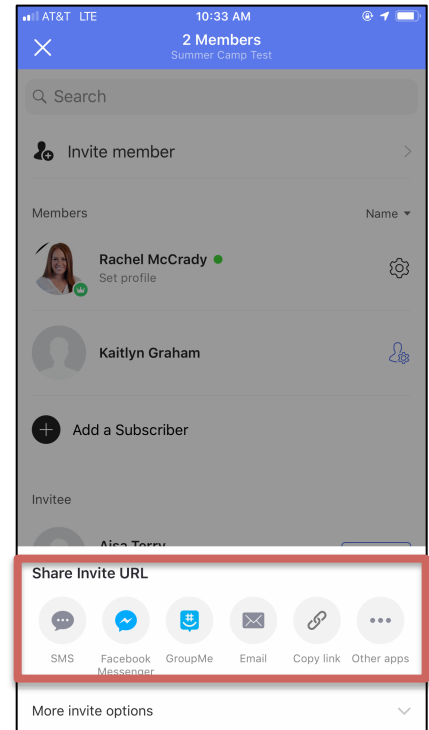 AT&T LTE 10:33 AM
2 Members
Summer Camp Test
Search
Invite member
Members Name
Rachel McCrady
Set profile
Kaitlyn Graham
Add a Subscriber
Invitee
Aisa Terry
Share Invite URL
SMS Facebook Messenger GroupMe Email Copy link Other apps
More invite options